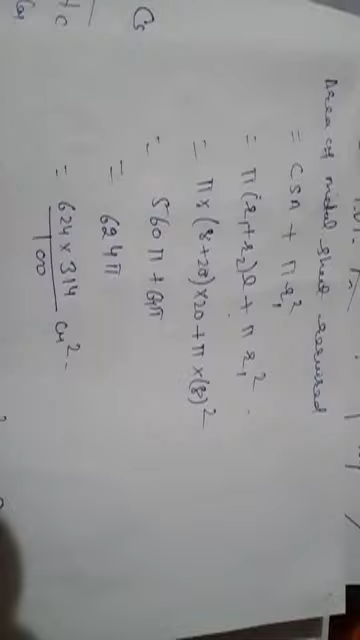 Area of metal sheet required
= CSA + πr₁²
= π(r₁+r₂)l + πr₁²
= π×(8+20)×20 + π×(8)²
= 560π + 64π
= 624π
= 624×314/100 cm²